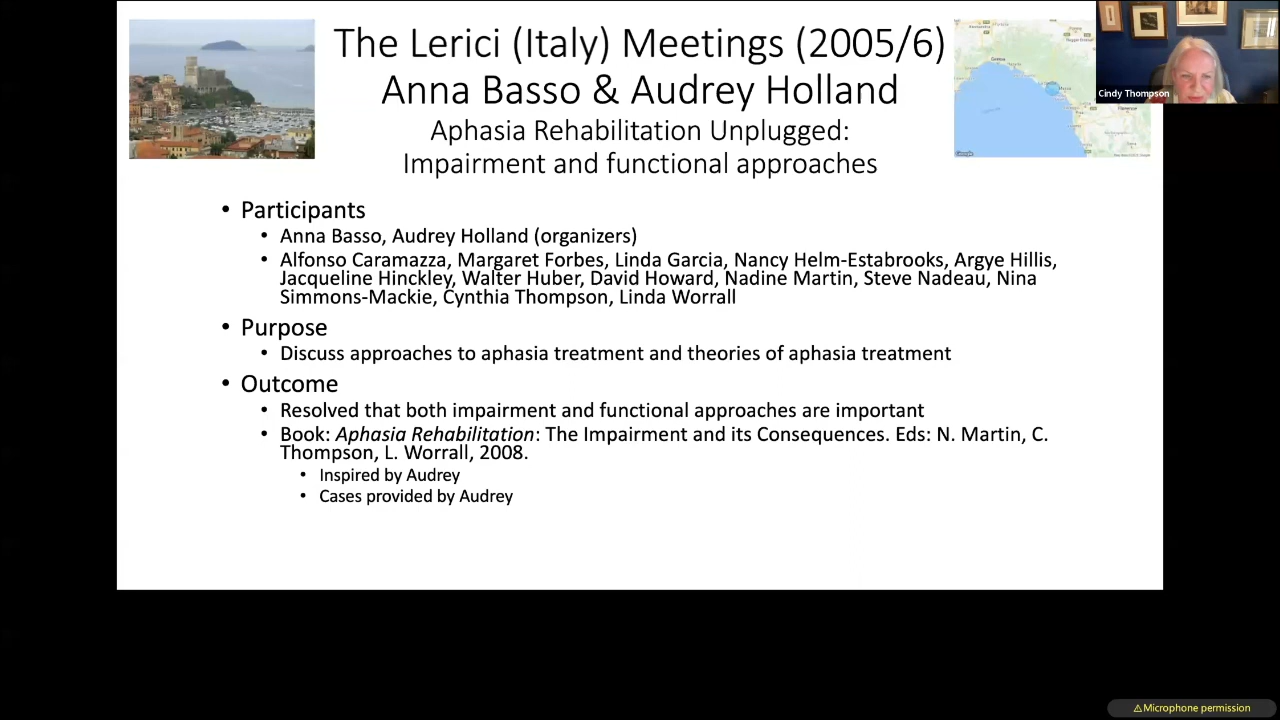 The Lerici (Italy) Meetings (2005/6)
Anna Basso & Audrey Holland
Aphasia Rehabilitation Unplugged:
Impairment and functional approaches
Cindy Thompson
• Participants
• Anna Basso, Audrey Holland (organizers)
• Alfonso Caramazza, Margaret Forbes, Linda Garcia, Nancy Helm-Estabrooks, Argye Hillis,
Jacqueline Hinckley, Walter Huber, David Howard, Nadine Martin, Steve Nadeau, Nina
Simmons-Mackie, Cynthia Thompson, Linda Worrall
• Purpose
• Discuss approaches to aphasia treatment and theories of aphasia treatment
• Outcome
• Resolved that both impairment and functional approaches are important
• Book: Aphasia Rehabilitation: The Impairment and its Consequences. Eds: N. Martin, C.
Thompson, L. Worrall, 2008.
• Inspired by Audrey
• Cases provided by Audrey
⚠Microphone permission